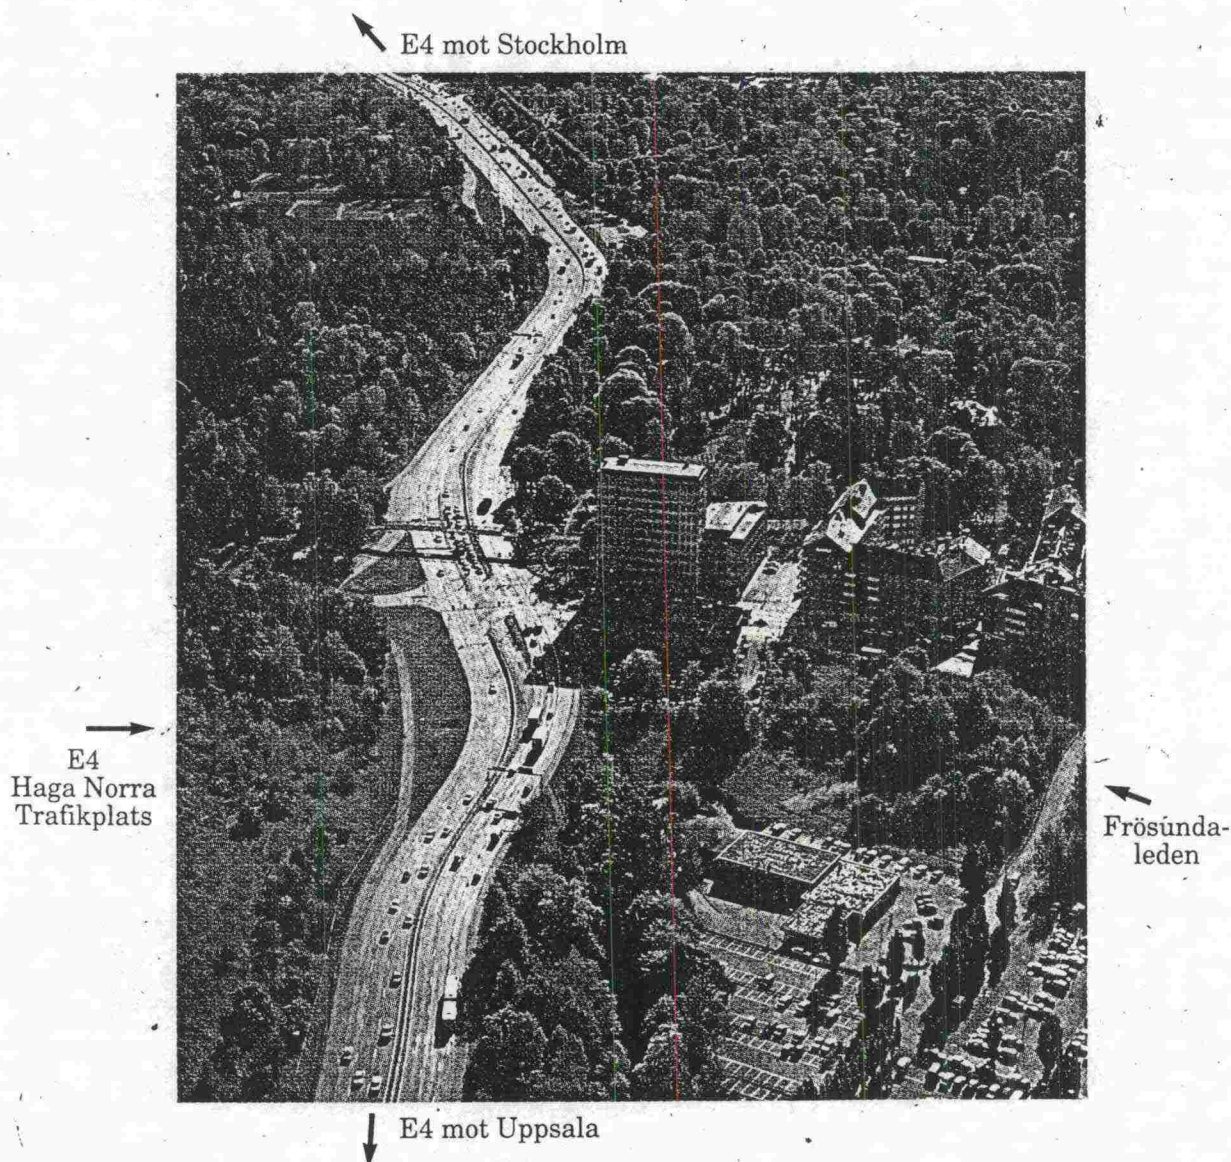 E4 mot Stockholm
E4
Haga Norra
Trafikplats
Frösunda-
leden
E4 mot Uppsala